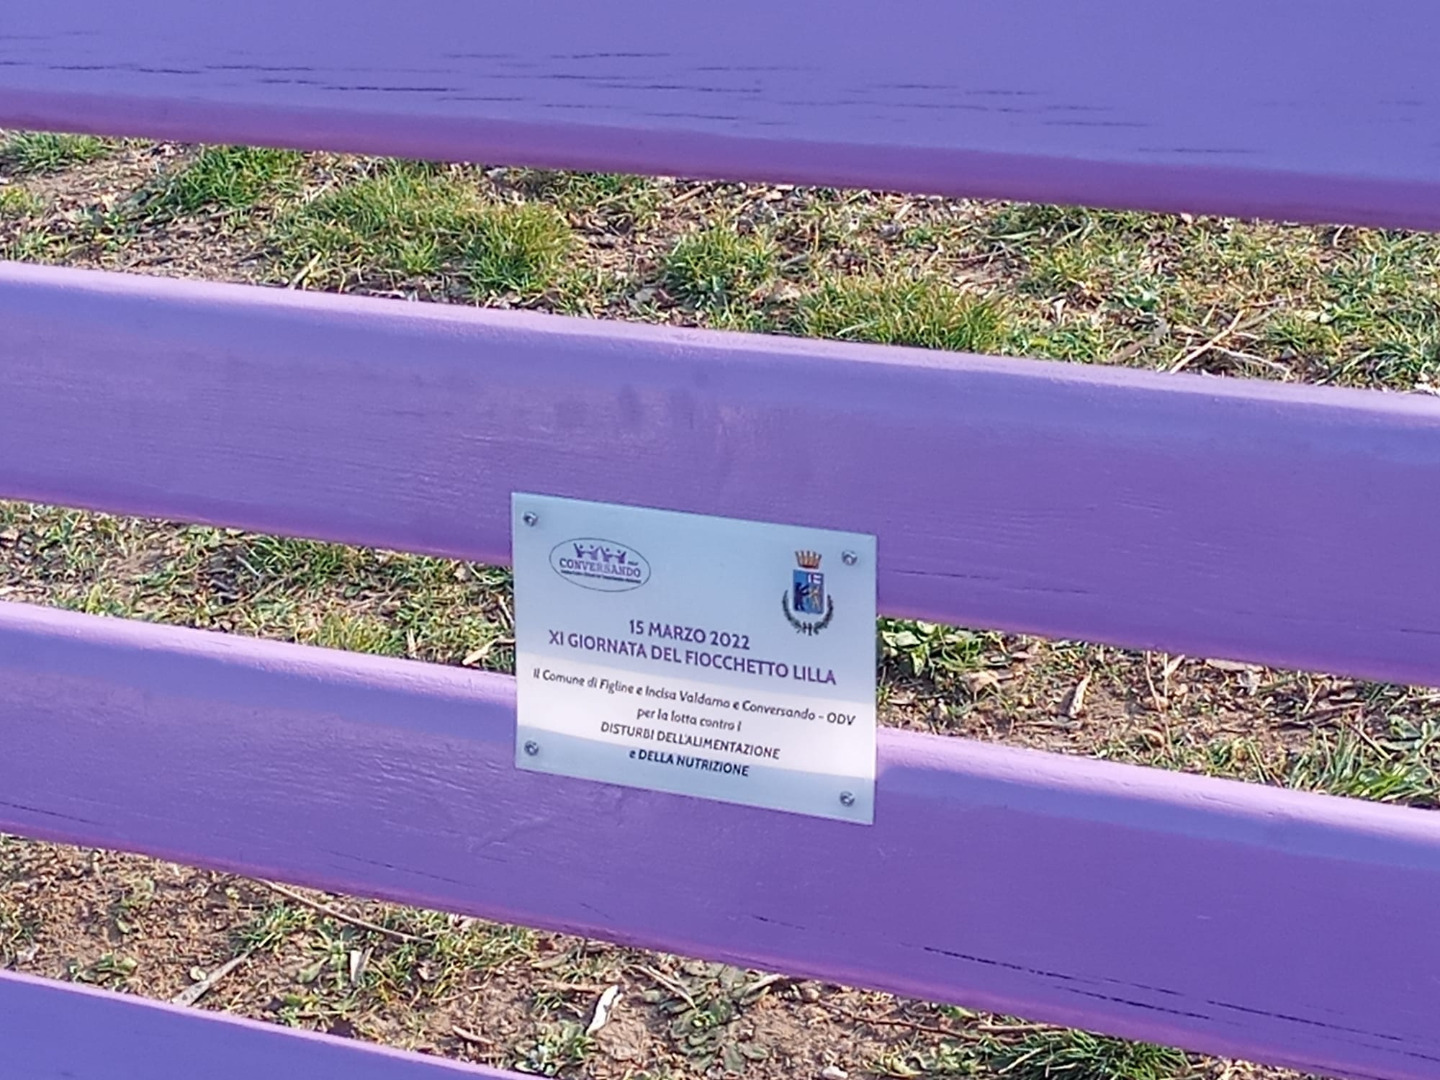 CONVERSANDO
15 MARZO 2022
XI GIORNATA DEL FIOCCHETTO LILLA
Il Comune di Figline e Incisa Valdarno e Conversando - ODV
per la lotta contro i
DISTURBI DELL'ALIMENTAZIONE
e DELLA NUTRIZIONE